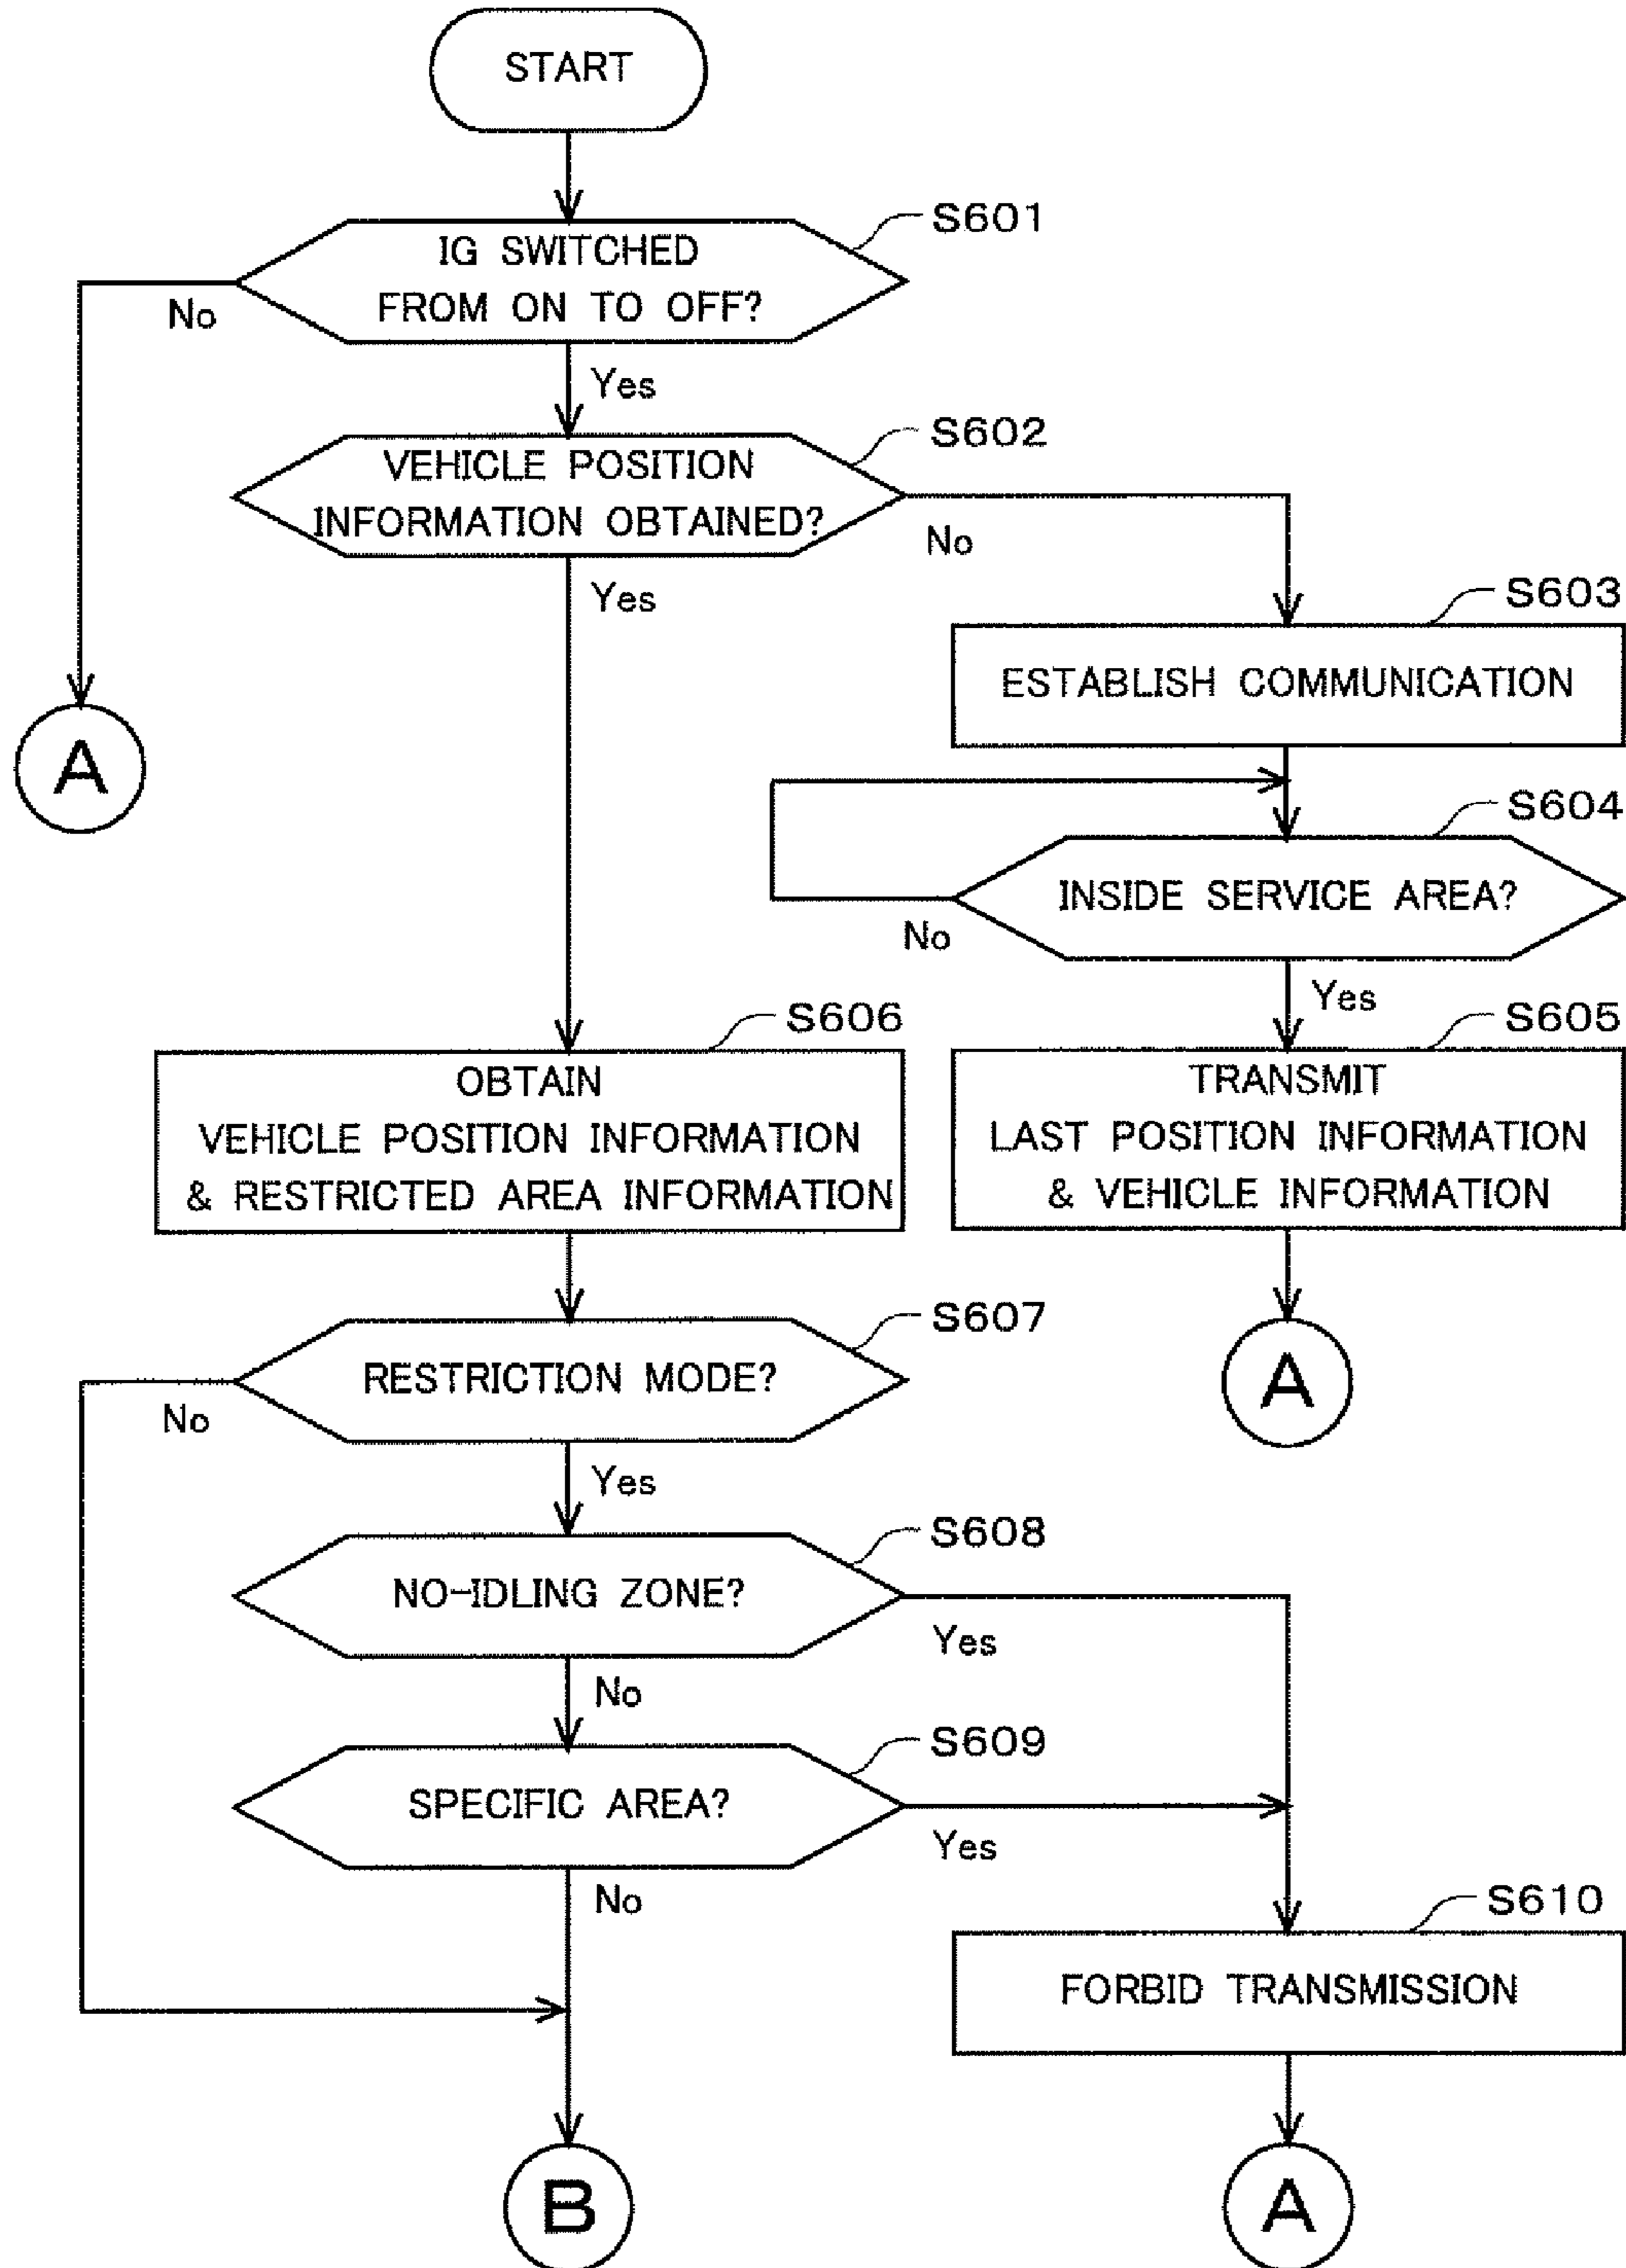 START
S601
IG SWITCHED
FROM ON TO OFF?
No
Yes
S602
VEHICLE POSITION
INFORMATION OBTAINED?
No
Yes
S603
ESTABLISH COMMUNICATION
A
S604
INSIDE SERVICE AREA?
No
Yes
S606
OBTAIN
VEHICLE POSITION INFORMATION
& RESTRICTED AREA INFORMATION
S605
TRANSMIT
LAST POSITION INFORMATION
& VEHICLE INFORMATION
A
S607
RESTRICTION MODE?
No
Yes
S608
NO-IDLING ZONE?
Yes
No
S609
SPECIFIC AREA?
Yes
No
S610
FORBID TRANSMISSION
B
A